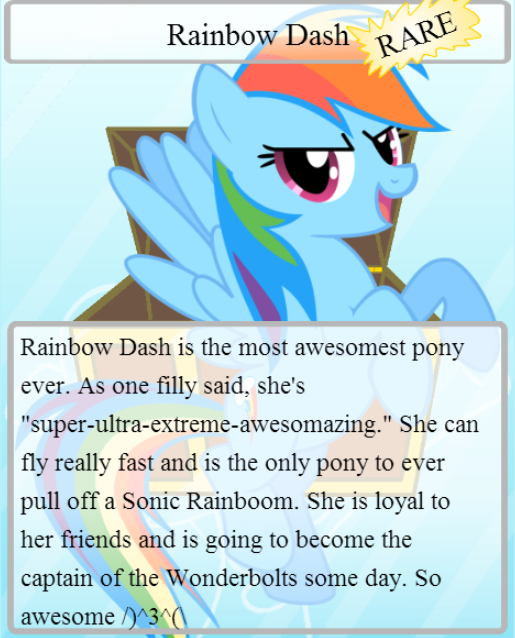 Rainbow Dash
RARE
Rainbow Dash is the most awesomest pony
ever. As one filly said, she's
"super-ultra-extreme-awesomazing." She can
fly really fast and is the only pony to ever
pull off a Sonic Rainboom. She is loyal to
her friends and is going to become the
captain of the Wonderbolts some day. So
awesome /)^3^(\